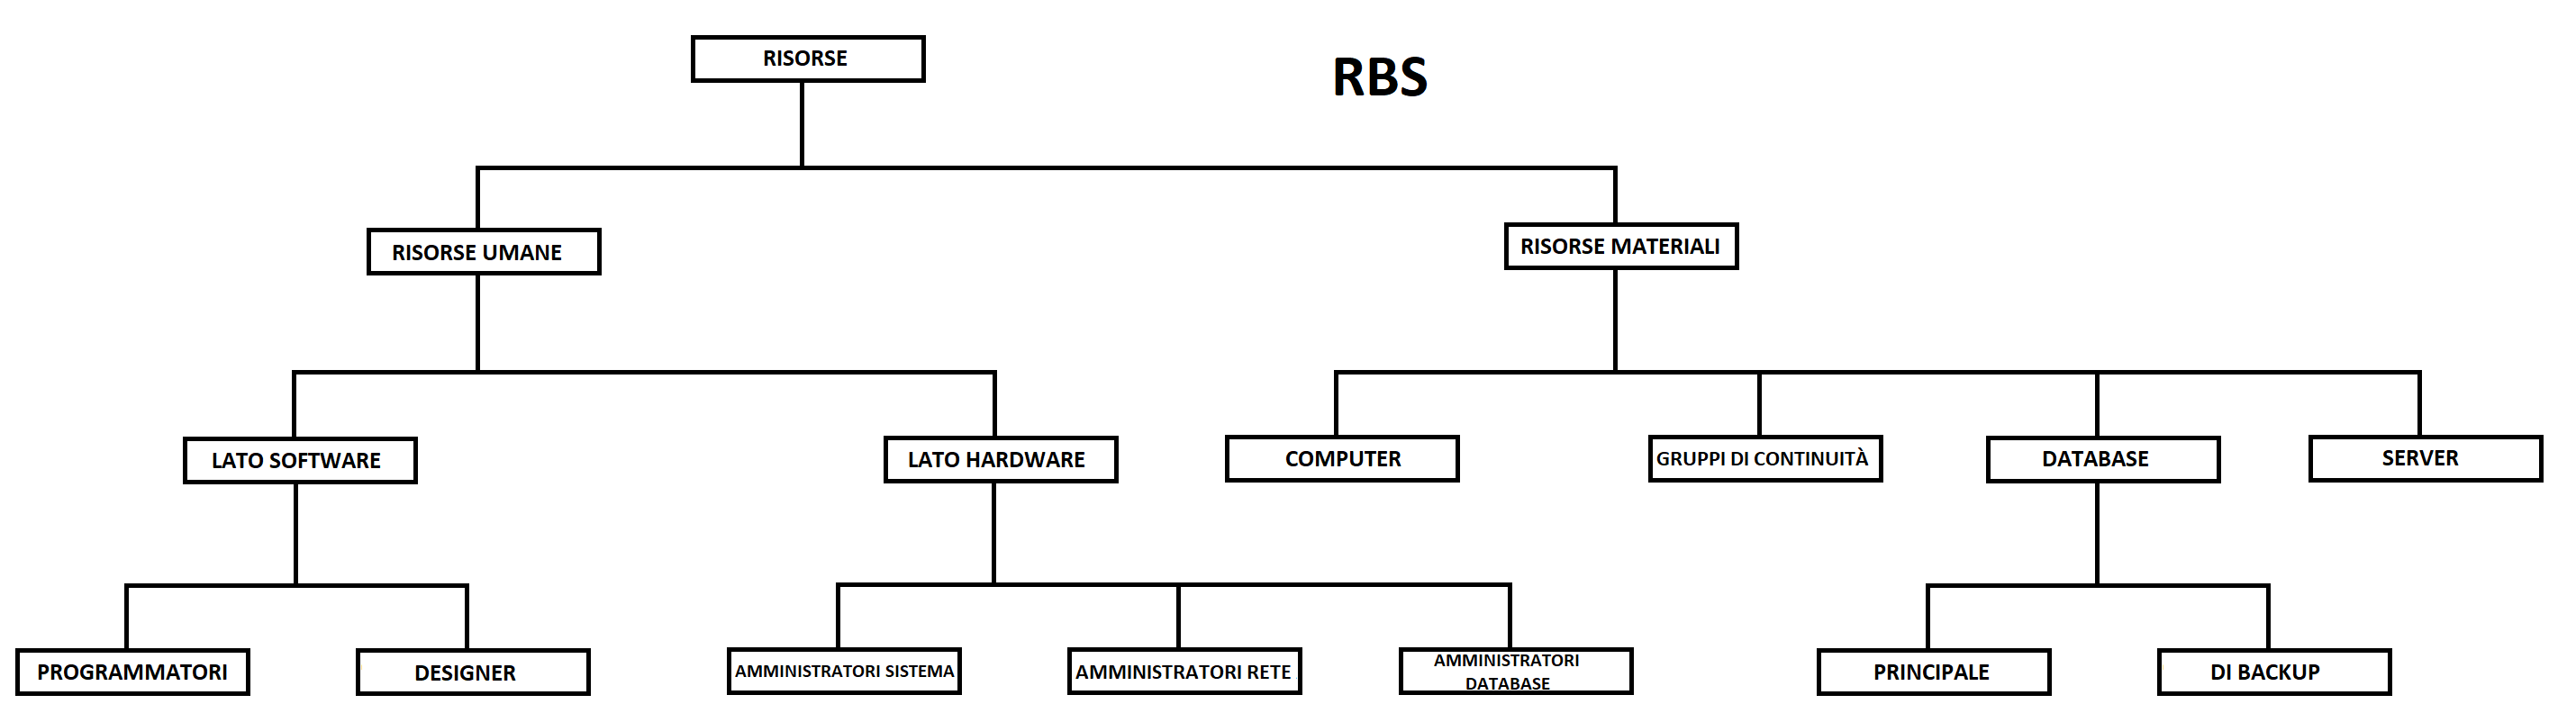 RISORSE
RBS
RISORSE UMANE
RISORSE MATERIALI
LATO SOFTWARE
LATO HARDWARE
COMPUTER
GRUPPI DI CONTINUITÀ
DATABASE
SERVER
PROGRAMMATORI
DESIGNER
AMMINISTRATORI SISTEMA
AMMINISTRATORI RETE
AMMINISTRATORI
DATABASE
PRINCIPALE
DI BACKUP